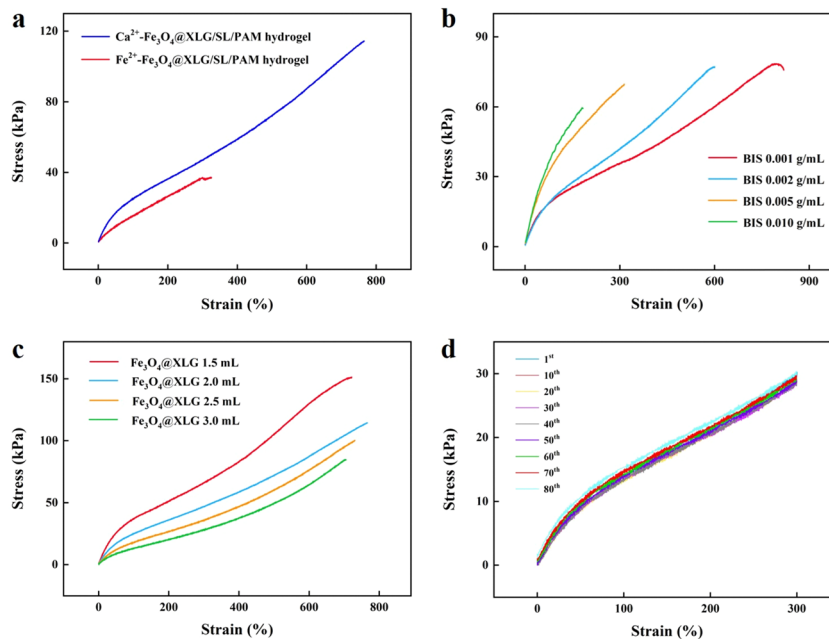 a
Ca²⁺-Fe₃O₄@XLG/SL/PAM hydrogel
Fe²⁺-Fe₃O₄@XLG/SL/PAM hydrogel
120
80
40
0
Stress (kPa)
0 200 400 600 800
Strain (%)
b
90
60
30
0
Stress (kPa)
BIS 0.001 g/mL
BIS 0.002 g/mL
BIS 0.005 g/mL
BIS 0.010 g/mL
0 300 600 900
Strain (%)
c
Fe₃O₄@XLG 1.5 mL
Fe₃O₄@XLG 2.0 mL
Fe₃O₄@XLG 2.5 mL
Fe₃O₄@XLG 3.0 mL
150
100
50
0
Stress (kPa)
0 200 400 600 800
Strain (%)
d
1ˢᵗ
10ᵗʰ
20ᵗʰ
30ᵗʰ
40ᵗʰ
50ᵗʰ
60ᵗʰ
70ᵗʰ
80ᵗʰ
30
20
10
0
Stress (kPa)
0 100 200 300
Strain (%)